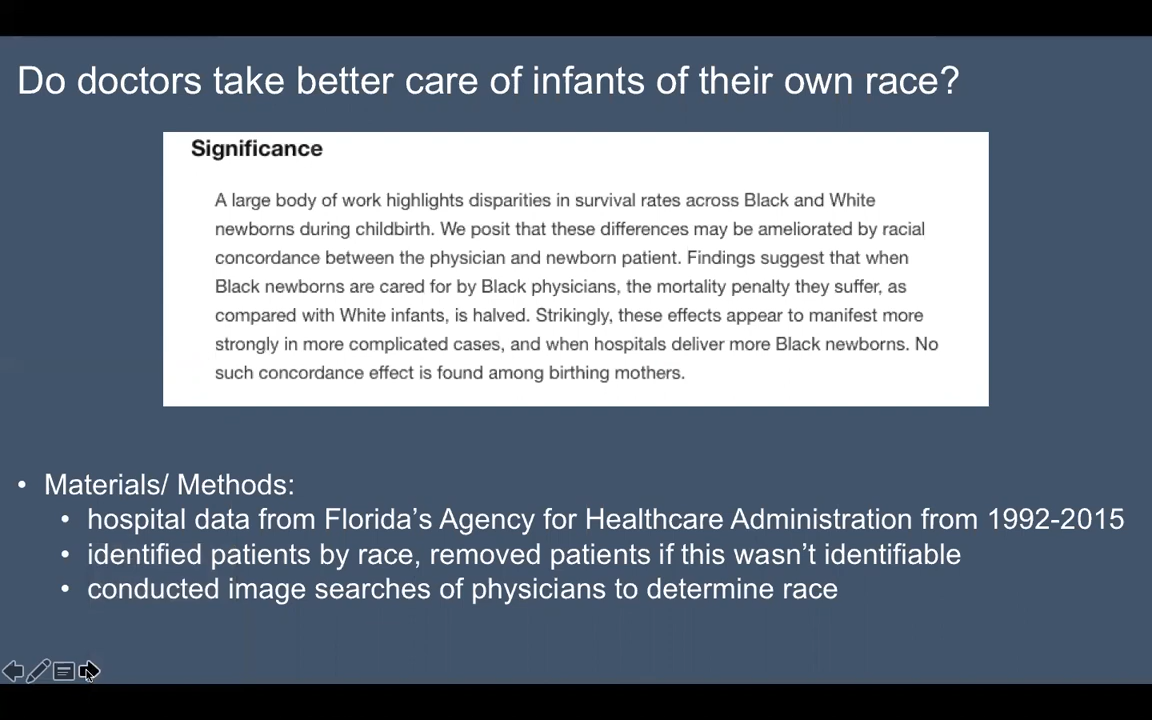 Do doctors take better care of infants of their own race?
Significance
A large body of work highlights disparities in survival rates across Black and White
newborns during childbirth. We posit that these differences may be ameliorated by racial
concordance between the physician and newborn patient. Findings suggest that when
Black newborns are cared for by Black physicians, the mortality penalty they suffer, as
compared with White infants, is halved. Strikingly, these effects appear to manifest more
strongly in more complicated cases, and when hospitals deliver more Black newborns. No
such concordance effect is found among birthing mothers.
• Materials/ Methods:
• hospital data from Florida's Agency for Healthcare Administration from 1992-2015
• identified patients by race, removed patients if this wasn't identifiable
• conducted image searches of physicians to determine race